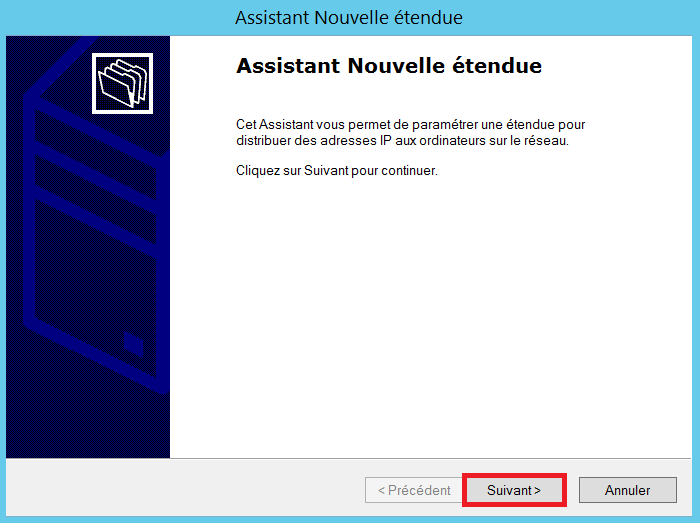 Assistant Nouvelle étendue
Assistant Nouvelle étendue
Cet Assistant vous permet de paramétrer une étendue pour
distribuer des adresses IP aux ordinateurs sur le réseau.
Cliquez sur Suivant pour continuer.
< Précédent
Suivant >
Annuler